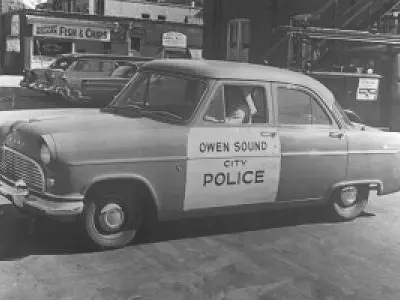 FISH & CHIPS
OWEN SOUND
CITY
POLICE